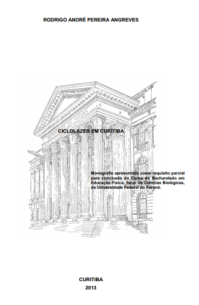 RODRIGO ANDRÉ PEREIRA ANGREVES
CICLOLAZER EM CURITIBA
Monografia apresentada como requisito parcial
para conclusão do Curso de Bacharelado em
Educação Física, Setor de Ciências Biológicas,
da Universidade Federal do Paraná.
CURITIBA
2013